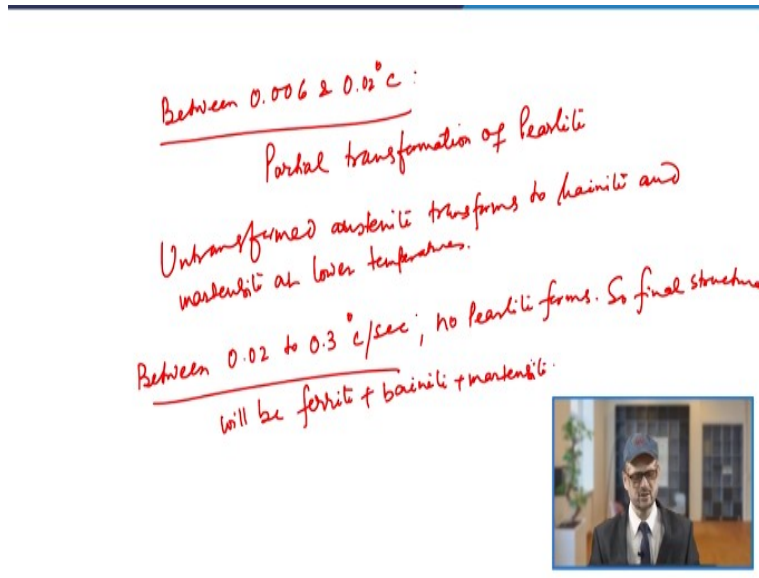 Between 0.006 & 0.02°c :
Partial transformation of Pearlite
Untransformed austenite transforms to bainite and
martensite at lower temperatures.
Between 0.02 to 0.3 °c/sec; no Pearlite forms. So final structure
will be ferrite + bainite + martensite.